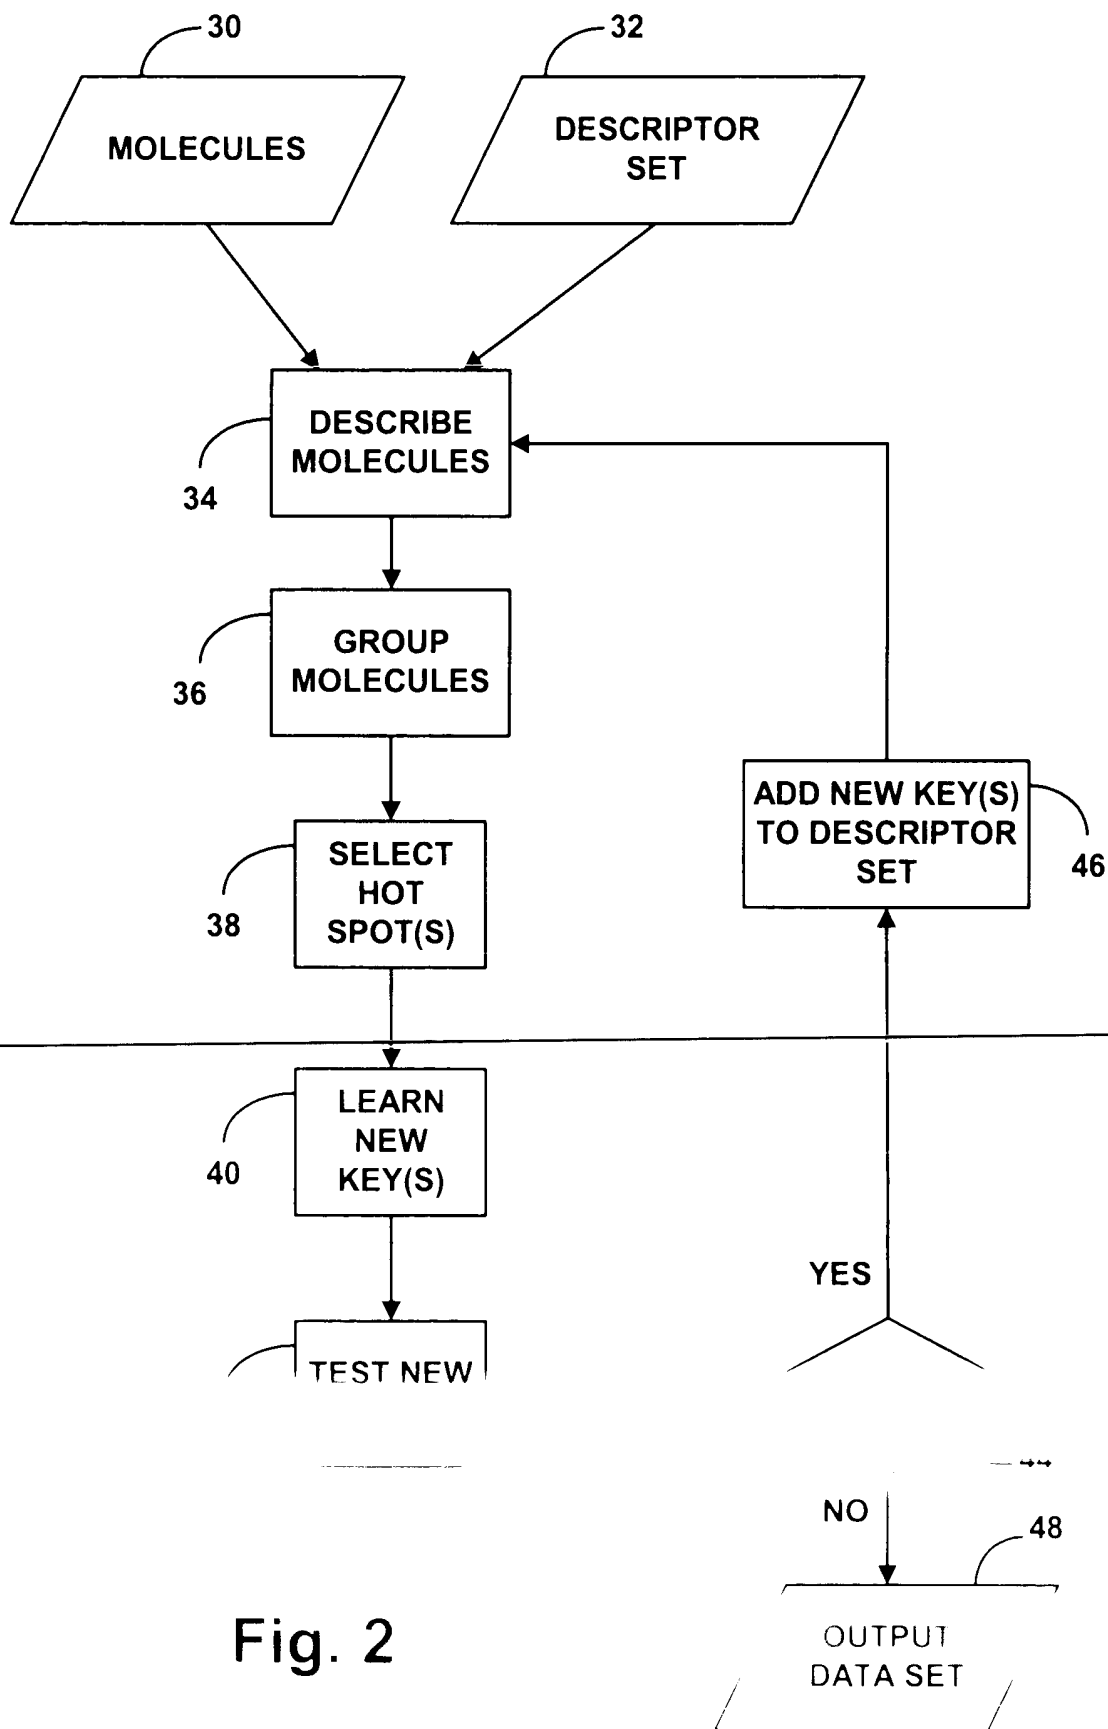 30
32
MOLECULES
DESCRIPTOR
SET
DESCRIBE
MOLECULES
34
GROUP
MOLECULES
36
ADD NEW KEY(S)
TO DESCRIPTOR
SET
46
SELECT
HOT
SPOT(S)
38
LEARN
NEW
KEY(S)
40
YES
TEST NEW
NO
48
Fig. 2
OUTPUT
DATA SET